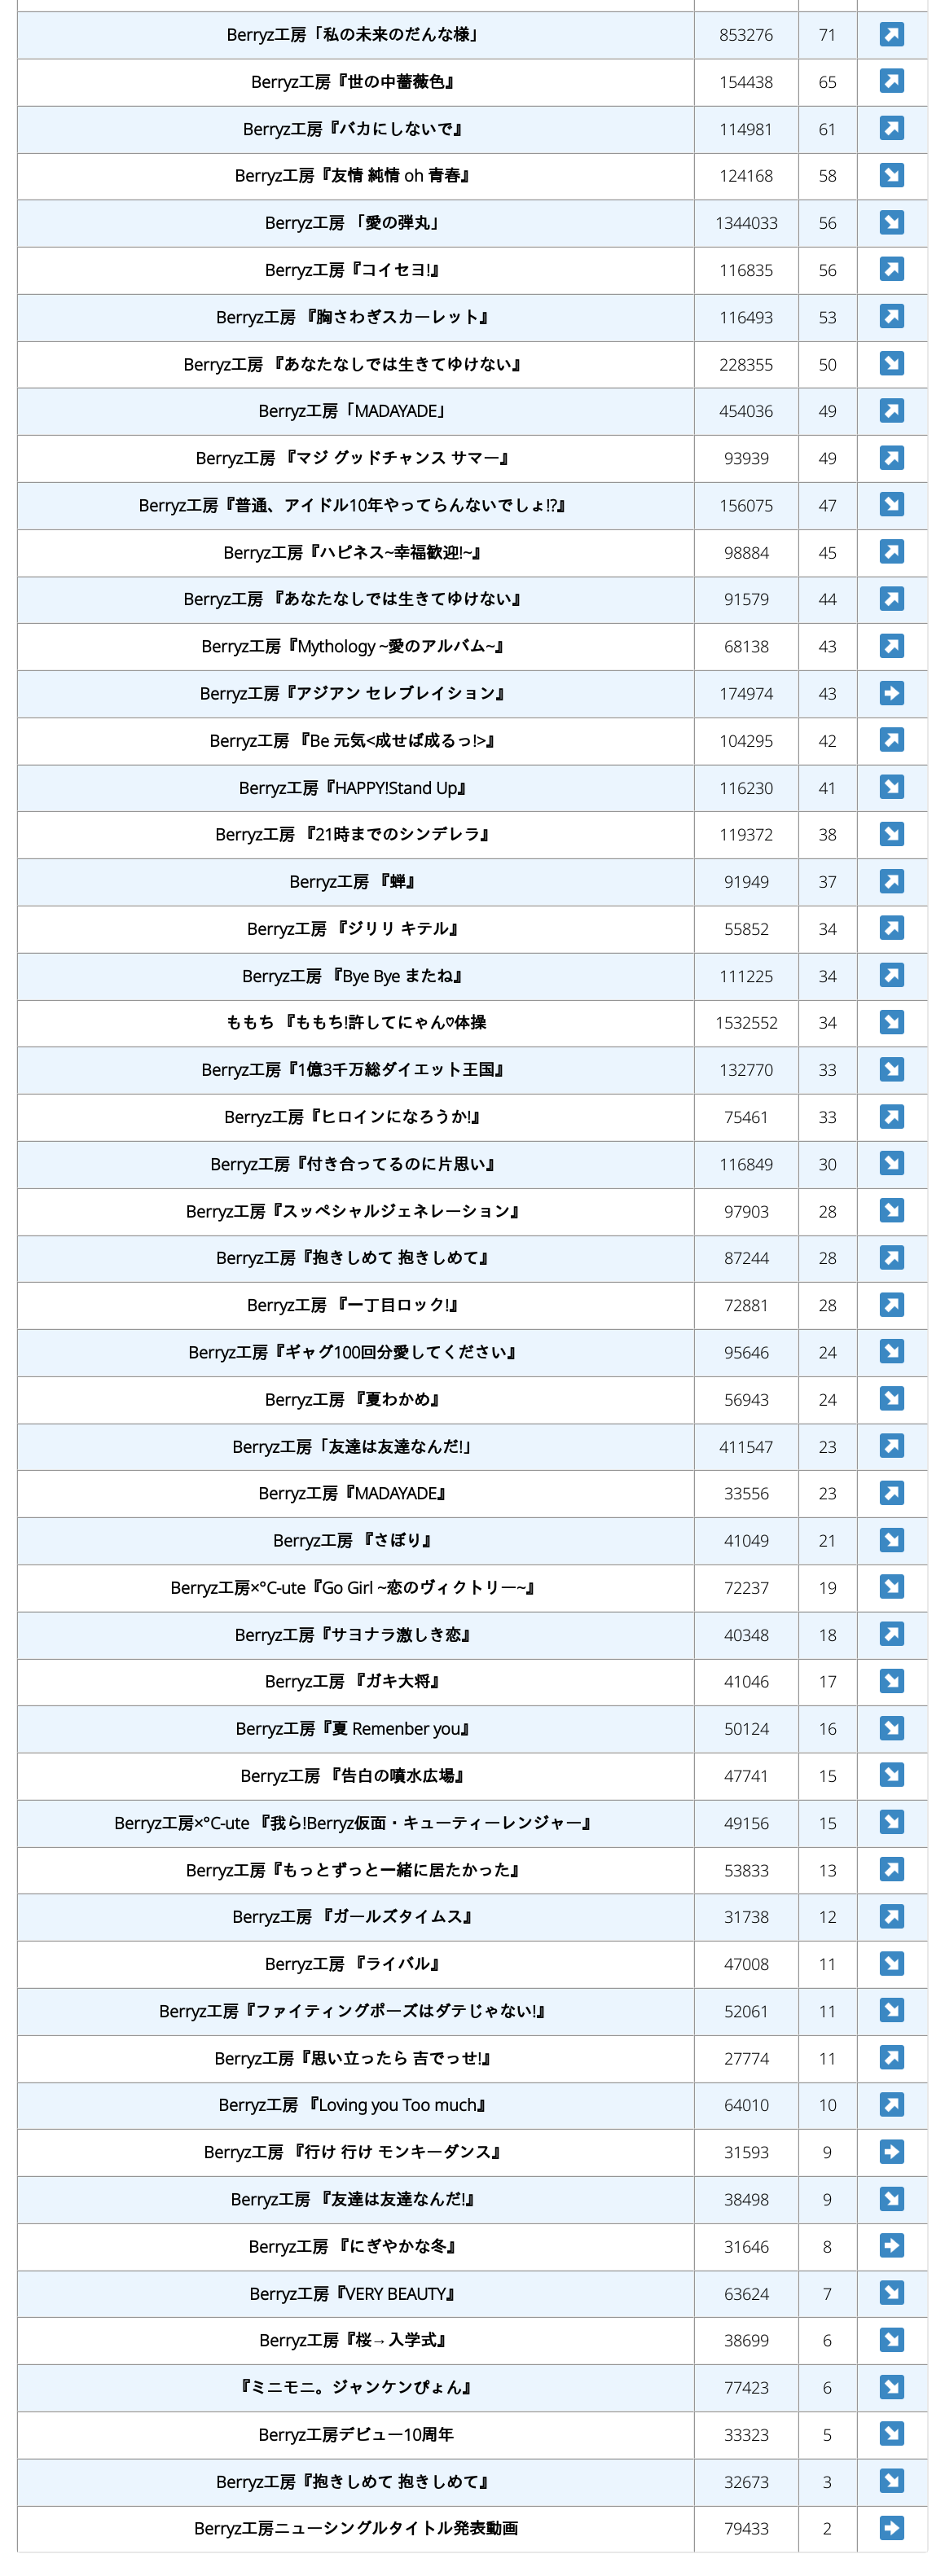 Berryz工房「私の未来のだんな様」 853276 71 ↗
Berryz工房『世の中薔薇色』 154438 65 ↗
Berryz工房『バカにしないで』 114981 61 ↗
Berryz工房『友情 純情 oh 青春』 124168 58 ↘
Berryz工房 「愛の弾丸」 1344033 56 ↘
Berryz工房『コイセヨ!』 116835 56 ↗
Berryz工房 『胸さわぎスカーレット』 116493 53 ↗
Berryz工房 『あなたなしでは生きてゆけない』 228355 50 ↘
Berryz工房「MADAYADE」 454036 49 ↗
Berryz工房 『マジ グッドチャンス サマー』 93939 49 ↗
Berryz工房『普通、アイドル10年やってらんないでしょ!?』 156075 47 ↘
Berryz工房『ハピネス~幸福歓迎!~』 98884 45 ↗
Berryz工房 『あなたなしでは生きてゆけない』 91579 44 ↗
Berryz工房『Mythology ~愛のアルバム~』 68138 43 ↗
Berryz工房『アジアン セレブレイション』 174974 43 ➡
Berryz工房 『Be 元気<成せば成るっ!>』 104295 42 ↗
Berryz工房『HAPPY!Stand Up』 116230 41 ↘
Berryz工房 『21時までのシンデレラ』 119372 38 ↘
Berryz工房 『蝉』 91949 37 ↗
Berryz工房 『ジリリ キテル』 55852 34 ↗
Berryz工房 『Bye Bye またね』 111225 34 ↗
ももち 『ももち!許してにゃん♡体操 1532552 34 ↘
Berryz工房『1億3千万総ダイエット王国』 132770 33 ↘
Berryz工房『ヒロインになろうか!』 75461 33 ↗
Berryz工房『付き合ってるのに片思い』 116849 30 ↘
Berryz工房『スッペシャルジェネレーション』 97903 28 ↘
Berryz工房『抱きしめて 抱きしめて』 87244 28 ↗
Berryz工房 『一丁目ロック!』 72881 28 ↗
Berryz工房『ギャグ100回分愛してください』 95646 24 ↘
Berryz工房 『夏わかめ』 56943 24 ↘
Berryz工房「友達は友達なんだ!」 411547 23 ↗
Berryz工房『MADAYADE』 33556 23 ↗
Berryz工房 『さぼり』 41049 21 ↘
Berryz工房×°C-ute『Go Girl ~恋のヴィクトリー~』 72237 19 ↘
Berryz工房『サヨナラ激しき恋』 40348 18 ↗
Berryz工房 『ガキ大将』 41046 17 ↘
Berryz工房『夏 Remenber you』 50124 16 ↘
Berryz工房 『告白の噴水広場』 47741 15 ↘
Berryz工房×°C-ute 『我ら!Berryz仮面・キューティーレンジャー』 49156 15 ↘
Berryz工房『もっとずっと一緒に居たかった』 53833 13 ↗
Berryz工房 『ガールズタイムス』 31738 12 ↗
Berryz工房 『ライバル』 47008 11 ↘
Berryz工房『ファイティングポーズはダテじゃない!』 52061 11 ↘
Berryz工房『思い立ったら 吉でっせ!』 27774 11 ↗
Berryz工房 『Loving you Too much』 64010 10 ↗
Berryz工房 『行け 行け モンキーダンス』 31593 9 ➡
Berryz工房 『友達は友達なんだ!』 38498 9 ↘
Berryz工房 『にぎやかな冬』 31646 8 ➡
Berryz工房『VERY BEAUTY』 63624 7 ↘
Berryz工房『桜→入学式』 38699 6 ↘
『ミニモニ。ジャンケンぴょん』 77423 6 ↘
Berryz工房デビュー10周年 33323 5 ↘
Berryz工房『抱きしめて 抱きしめて』 32673 3 ↘
Berryz工房ニューシングルタイトル発表動画 79433 2 ➡